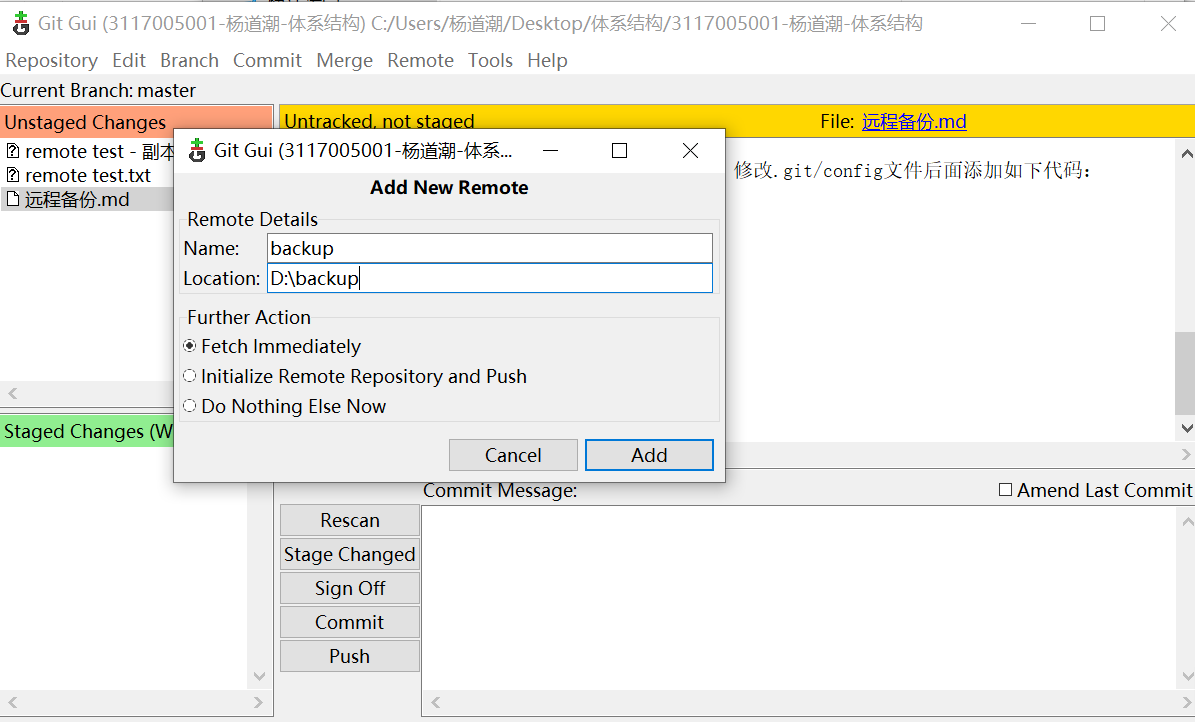 Git Gui (3117005001-杨道潮-体系结构) C:/Users/杨道潮/Desktop/体系结构/3117005001-杨道潮-体系结构
Repository Edit Branch Commit Merge Remote Tools Help
Current Branch: master
Unstaged Changes
Untracked, not staged File: 远程备份.md
remote test - 副本
remote test.txt
远程备份.md
修改.git/config文件后面添加如下代码：
Git Gui (3117005001-杨道潮-体系...
Add New Remote
Remote Details
Name: backup
Location: D:\backup
Further Action
Fetch Immediately
Initialize Remote Repository and Push
Do Nothing Else Now
Cancel Add
Staged Changes (W
Commit Message: Amend Last Commit
Rescan
Stage Changed
Sign Off
Commit
Push